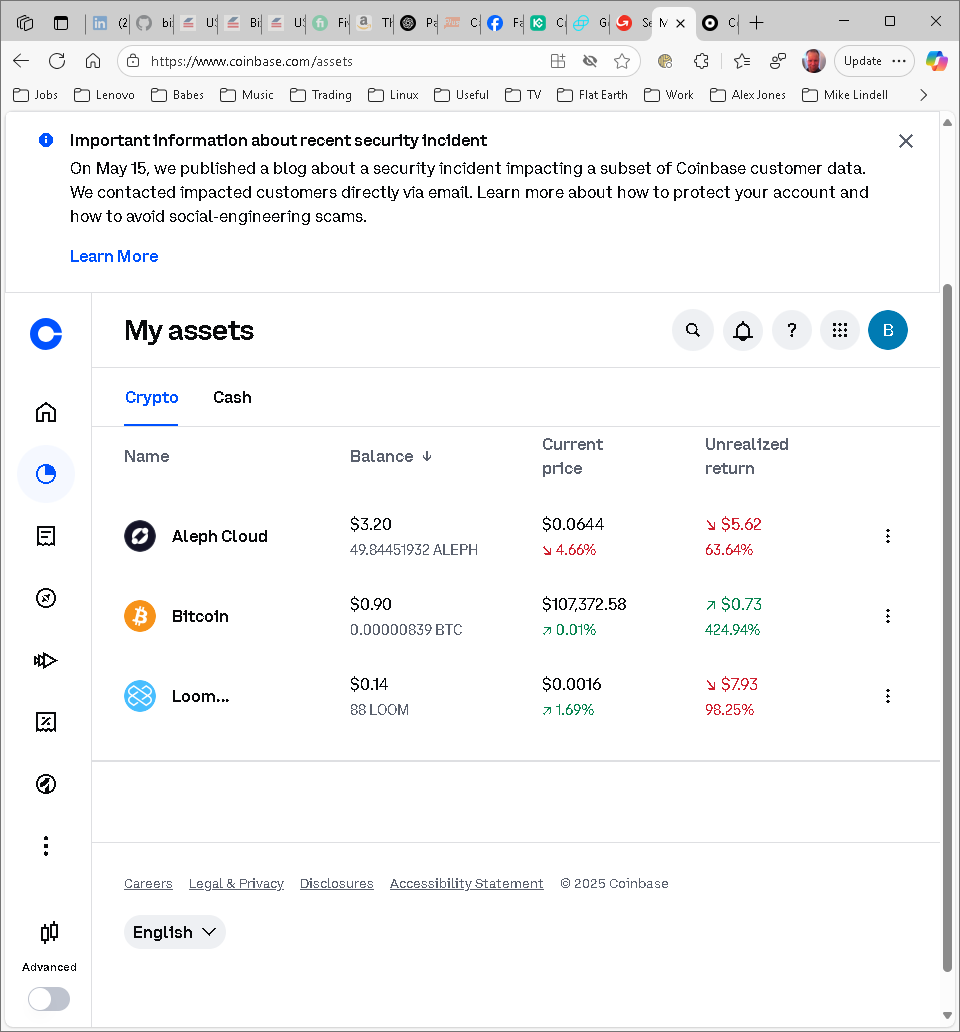 (2
bi
US
Bi
US
Fi
Tl
Pa
C
Fa
C
G
Se
M
C
https://www.coinbase.com/assets
Update
Jobs Lenovo Babes Music Trading Linux Useful TV Flat Earth Work Alex Jones Mike Lindell
Important information about recent security incident
On May 15, we published a blog about a security incident impacting a subset of Coinbase customer data.
We contacted impacted customers directly via email. Learn more about how to protect your account and
how to avoid social-engineering scams.
Learn More
My assets
?
B
Crypto Cash
Name Balance ↓ Current price Unrealized return
Aleph Cloud $3.20 $0.0644 ↘ $5.62
49.84451932 ALEPH ↘ 4.66% 63.64%
Bitcoin $0.90 $107,372.58 ↗ $0.73
0.00000839 BTC ↗ 0.01% 424.94%
Loom... $0.14 $0.0016 ↘ $7.93
88 LOOM ↗ 1.69% 98.25%
Careers Legal & Privacy Disclosures Accessibility Statement © 2025 Coinbase
English
Advanced